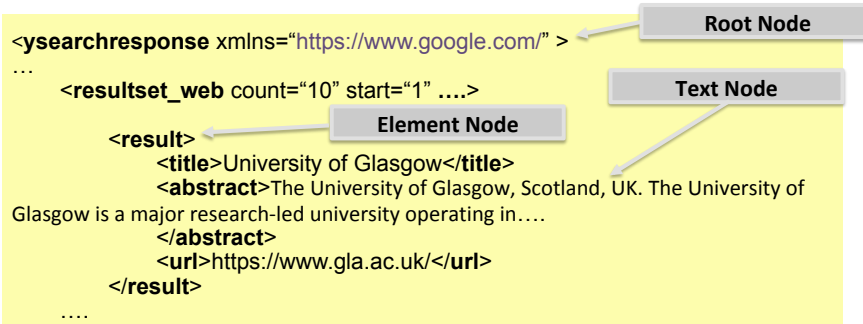 Root Node
<ysearchresponse xmlns=“https://www.google.com/” >
…
<resultset_web count=“10” start=“1” ….>
Text Node
Element Node
<result>
<title>University of Glasgow</title>
<abstract>The University of Glasgow, Scotland, UK. The University of
Glasgow is a major research-led university operating in….
</abstract>
<url>https://www.gla.ac.uk/</url>
</result>
….